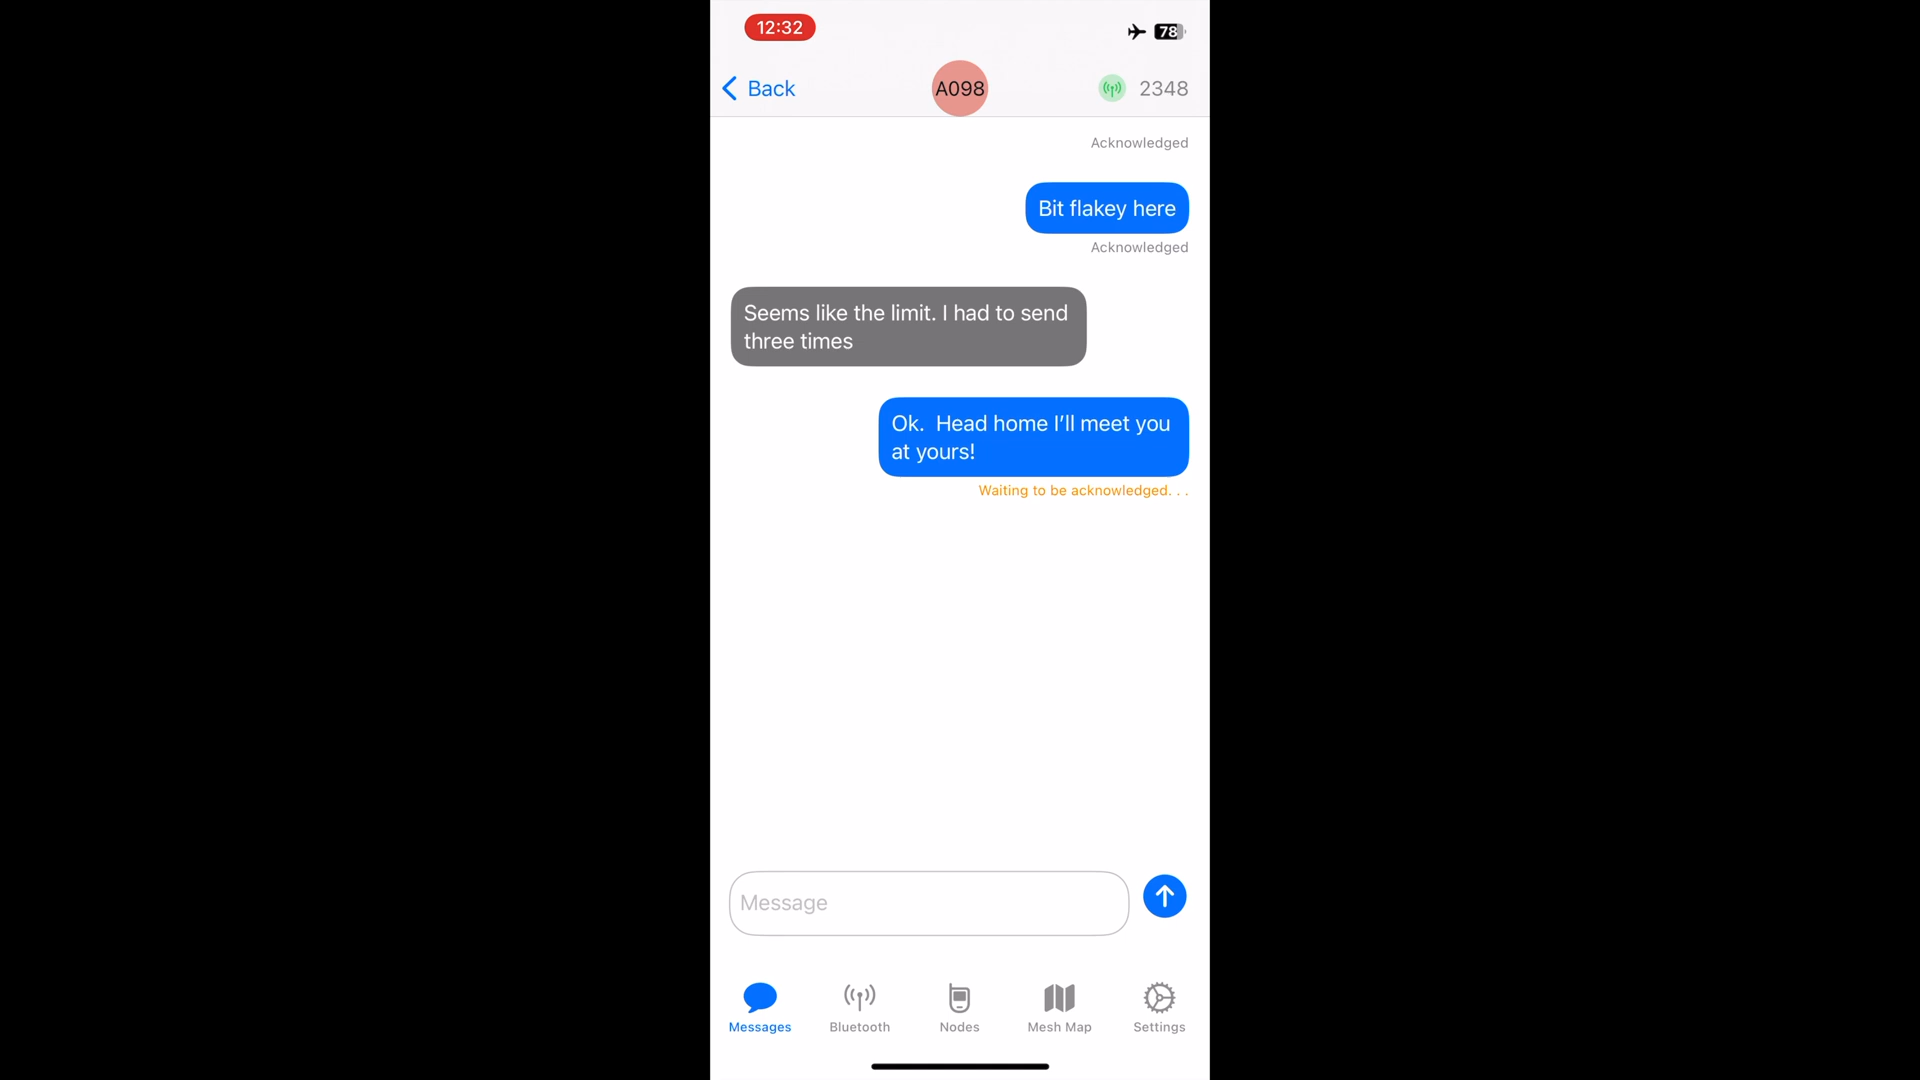 12:32
78
Back
A098
2348
Acknowledged
Bit flakey here
Acknowledged
Seems like the limit. I had to send
three times
Ok.  Head home I’ll meet you
at yours!
Waiting to be acknowledged. . .
Message
Messages
Bluetooth
Nodes
Mesh Map
Settings